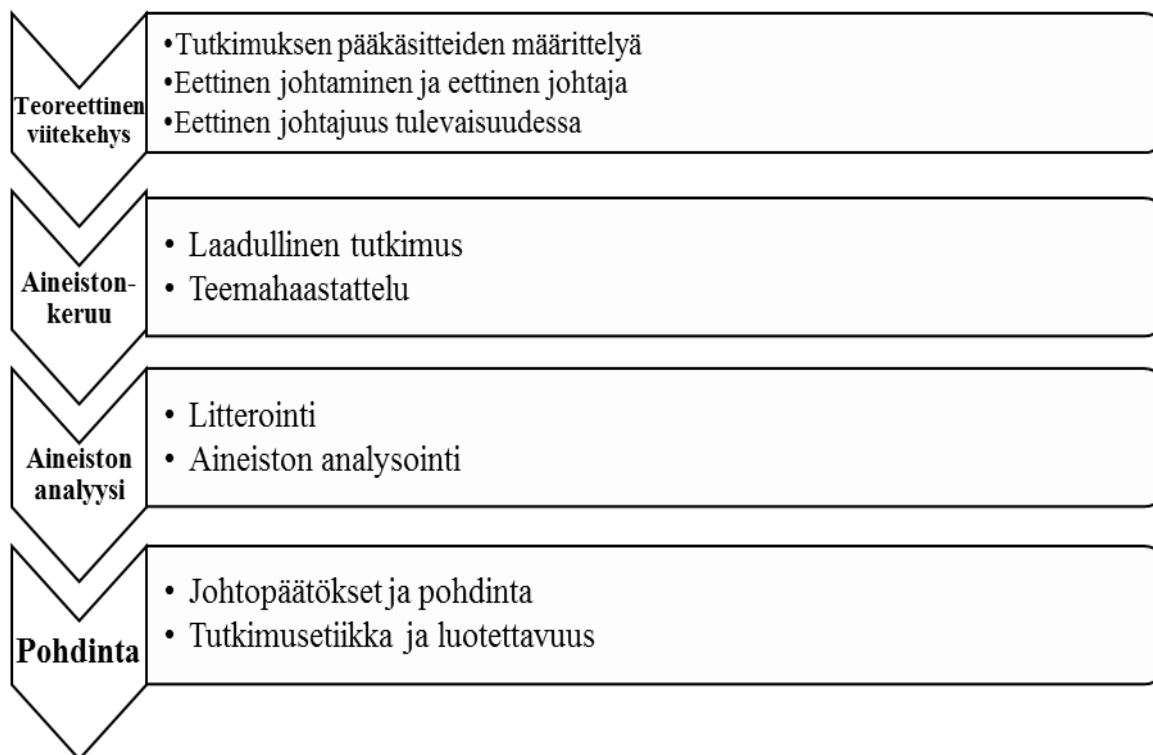 Teoreettinen
viitekehys
•Tutkimuksen pääkäsitteiden määrittelyä
•Eettinen johtaminen ja eettinen johtaja
•Eettinen johtajuus tulevaisuudessa
Aineiston-
keruu
• Laadullinen tutkimus
• Teemahaastattelu
Aineiston
analyysi
• Litterointi
• Aineiston analysointi
Pohdinta
• Johtopäätökset ja pohdinta
• Tutkimusetiikka ja luotettavuus